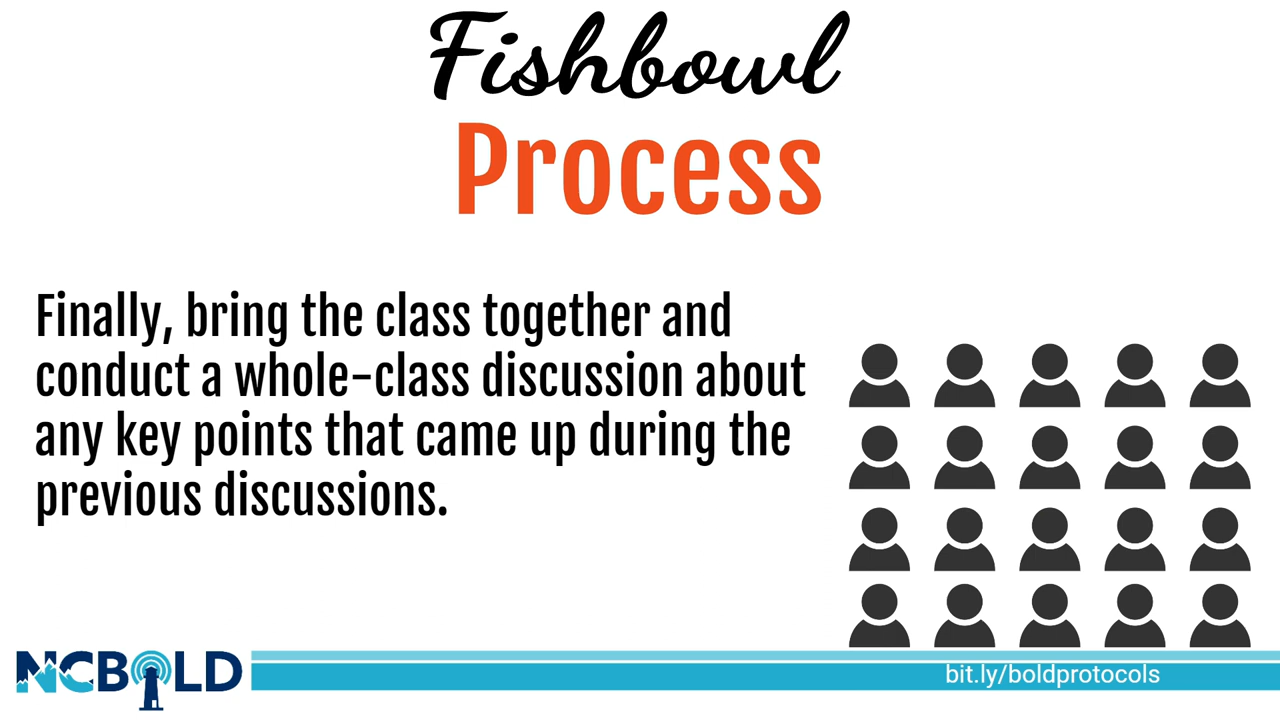 Fishbowl
Process
Finally, bring the class together and
conduct a whole-class discussion about
any key points that came up during the
previous discussions.
NCBOLD
bit.ly/boldprotocols